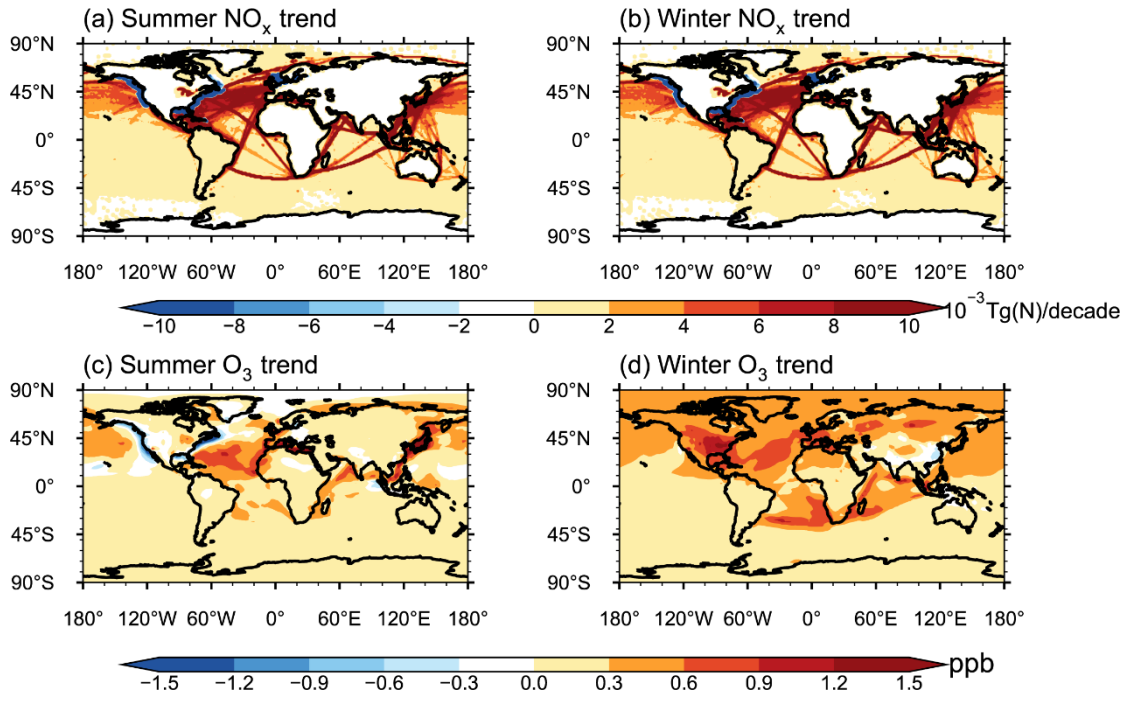 (a) Summer NOₓ trend
(b) Winter NOₓ trend
90°N
45°N
0°
45°S
90°S
180° 120°W 60°W 0° 60°E 120°E 180°
90°N
45°N
0°
45°S
90°S
180° 120°W 60°W 0° 60°E 120°E 180°
−10 −8 −6 −4 −2 0 2 4 6 8 10 10⁻³Tg(N)/decade
(c) Summer O₃ trend
(d) Winter O₃ trend
90°N
45°N
0°
45°S
90°S
180° 120°W 60°W 0° 60°E 120°E 180°
90°N
45°N
0°
45°S
90°S
180° 120°W 60°W 0° 60°E 120°E 180°
−1.5 −1.2 −0.9 −0.6 −0.3 0.0 0.3 0.6 0.9 1.2 1.5 ppb